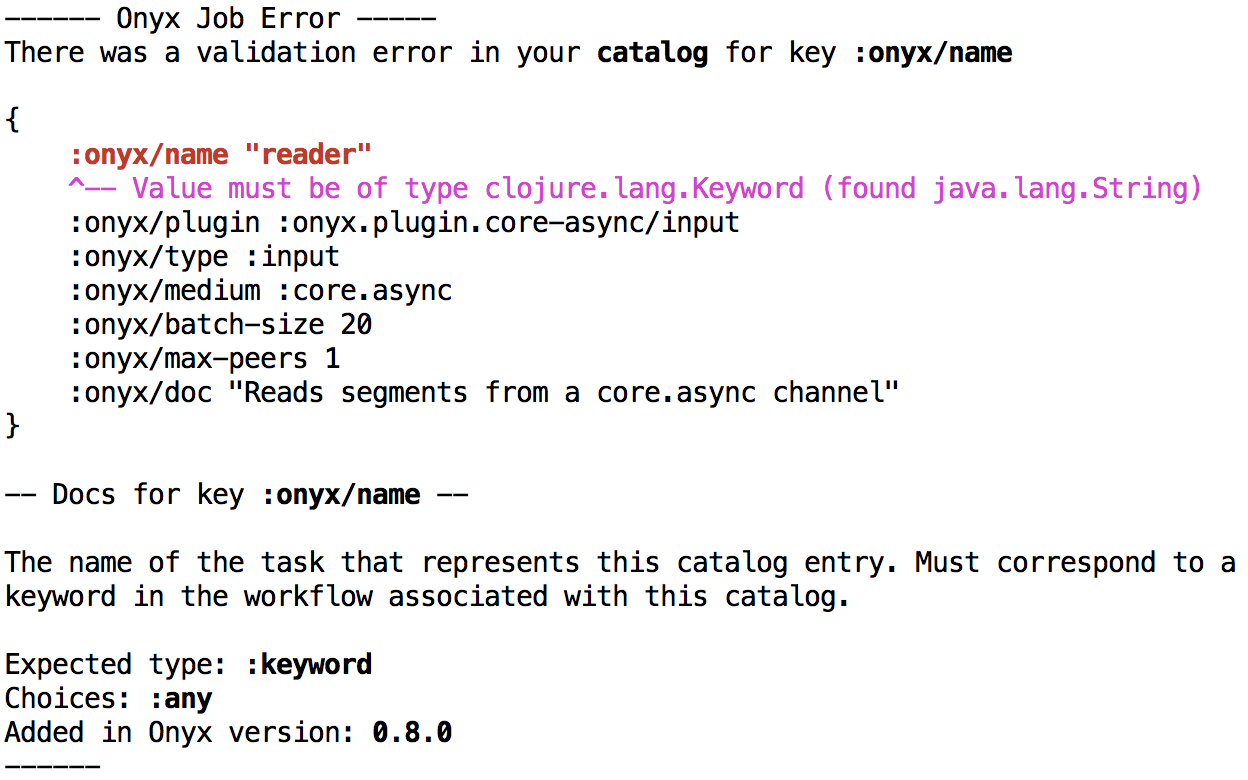 ------ Onyx Job Error -----
There was a validation error in your catalog for key :onyx/name
{
:onyx/name "reader"
^-- Value must be of type clojure.lang.Keyword (found java.lang.String)
:onyx/plugin :onyx.plugin.core-async/input
:onyx/type :input
:onyx/medium :core.async
:onyx/batch-size 20
:onyx/max-peers 1
:onyx/doc "Reads segments from a core.async channel"
}
-- Docs for key :onyx/name --
The name of the task that represents this catalog entry. Must correspond to a
keyword in the workflow associated with this catalog.
Expected type: :keyword
Choices: :any
Added in Onyx version: 0.8.0
------